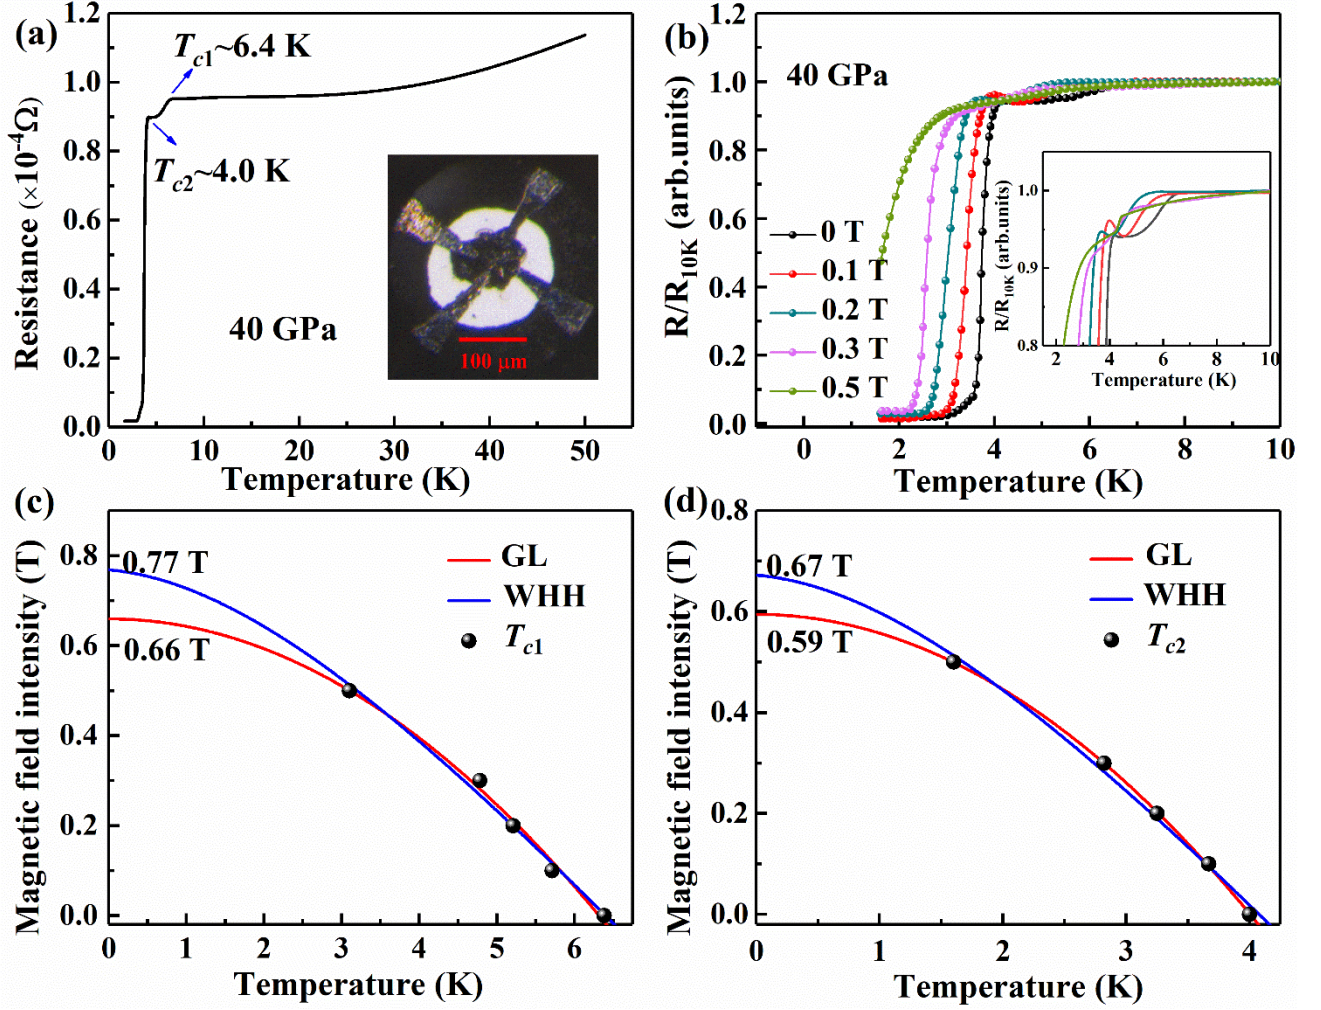 (a)
1.2
1.0
0.8
0.6
0.4
0.2
0.0
Resistance (×10⁻⁴Ω)
T_c1~6.4 K
T_c2~4.0 K
40 GPa
100 μm
0 10 20 30 40 50
Temperature (K)
(b)
1.2
1.0
0.8
0.6
0.4
0.2
0.0
R/R_10K (arb.units)
40 GPa
0 T
0.1 T
0.2 T
0.3 T
0.5 T
1.0
0.9
0.8
R/R_10K (arb.units)
2 4 6 8 10
Temperature (K)
0 2 4 6 8 10
Temperature (K)
(c)
0.8
0.6
0.4
0.2
0.0
Magnetic field intensity (T)
0.77 T
0.66 T
GL
WHH
T_c1
0 1 2 3 4 5 6
Temperature (K)
(d)
0.8
0.6
0.4
0.2
0.0
Magnetic field intensity (T)
0.67 T
0.59 T
GL
WHH
T_c2
0 1 2 3 4
Temperature (K)